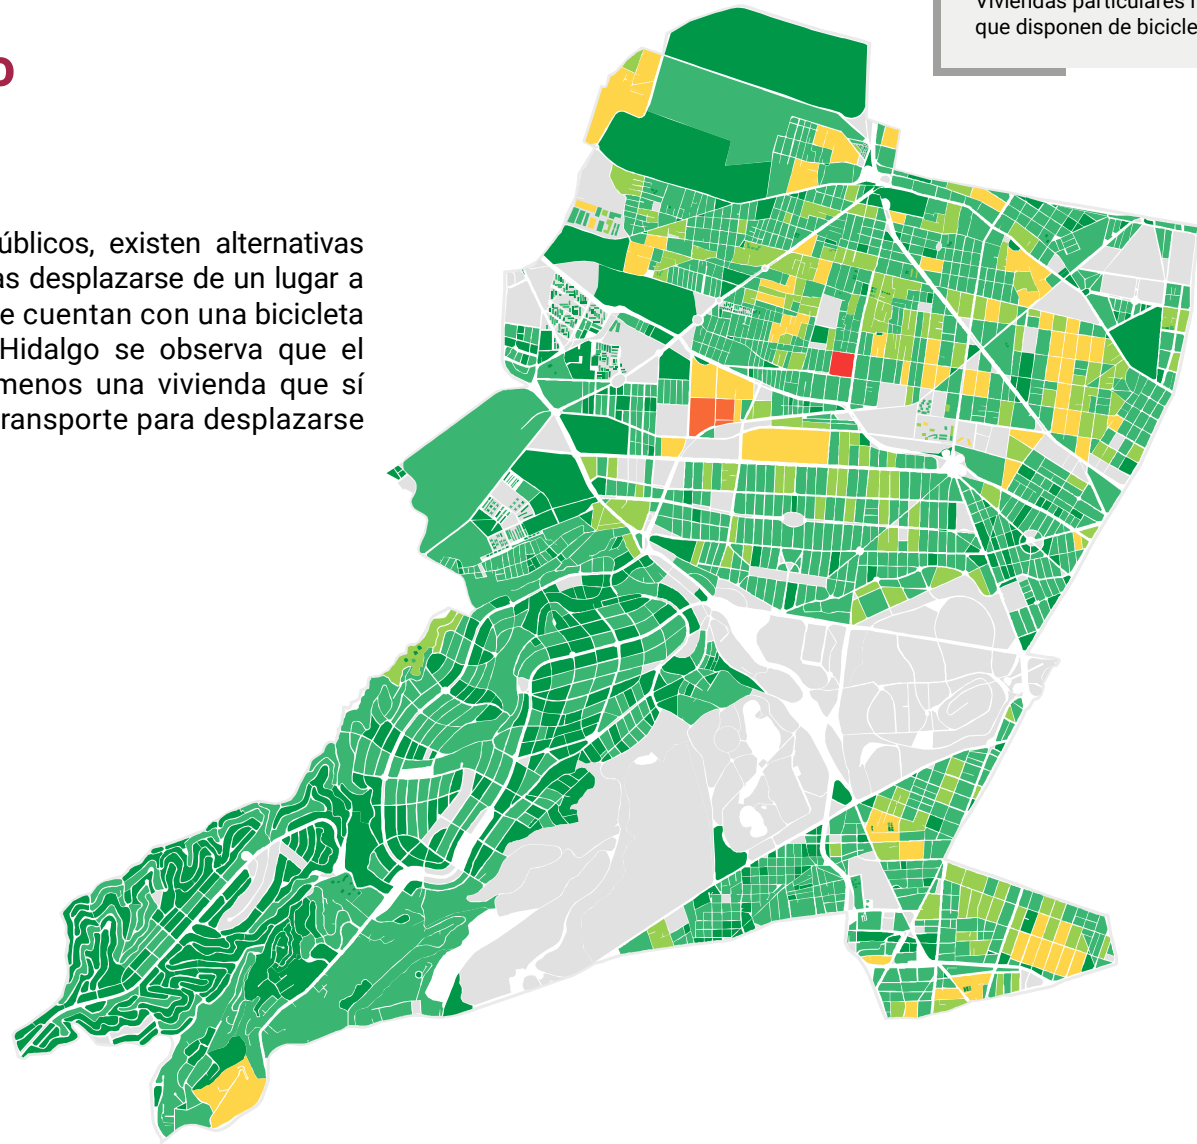 o
úblicos, existen alternativas
as desplazarse de un lugar a
e cuentan con una bicicleta
Hidalgo se observa que el
menos una vivienda que sí
ransporte para desplazarse
Viviendas particulares
que disponen de bicicle